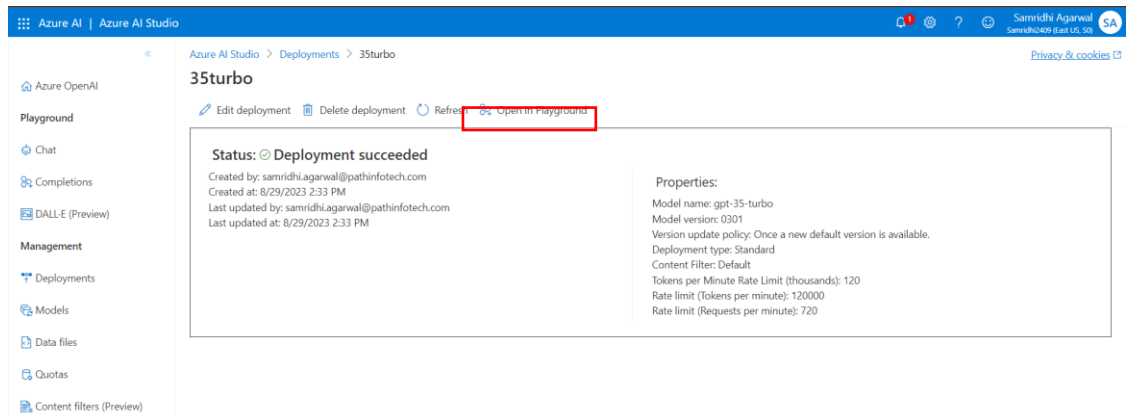 Azure AI | Azure AI Studio
1
?
Samridhi Agarwal
Samridhi2409 (East US, S0)
SA
Azure AI Studio > Deployments > 35turbo
Privacy & cookies
35turbo
Edit deployment Delete deployment Refresh Open in Playground
Azure OpenAI
Playground
Chat
Completions
DALL·E (Preview)
Management
Deployments
Models
Data files
Quotas
Content filters (Preview)
Status: Deployment succeeded
Created by: samridhi.agarwal@pathinfotech.com
Created at: 8/29/2023 2:33 PM
Last updated by: samridhi.agarwal@pathinfotech.com
Last updated at: 8/29/2023 2:33 PM
Properties:
Model name: gpt-35-turbo
Model version: 0301
Version update policy: Once a new default version is available.
Deployment type: Standard
Content Filter: Default
Tokens per Minute Rate Limit (thousands): 120
Rate limit (Tokens per minute): 120000
Rate limit (Requests per minute): 720